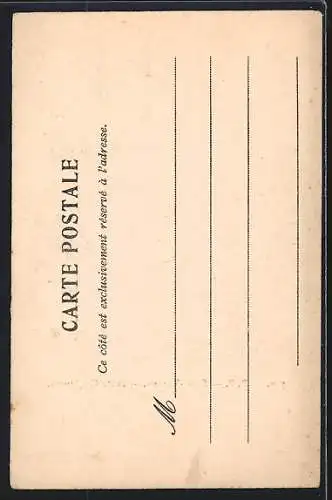 CARTE POSTALE
Ce côté est exclusivement réservé à l'adresse.
M